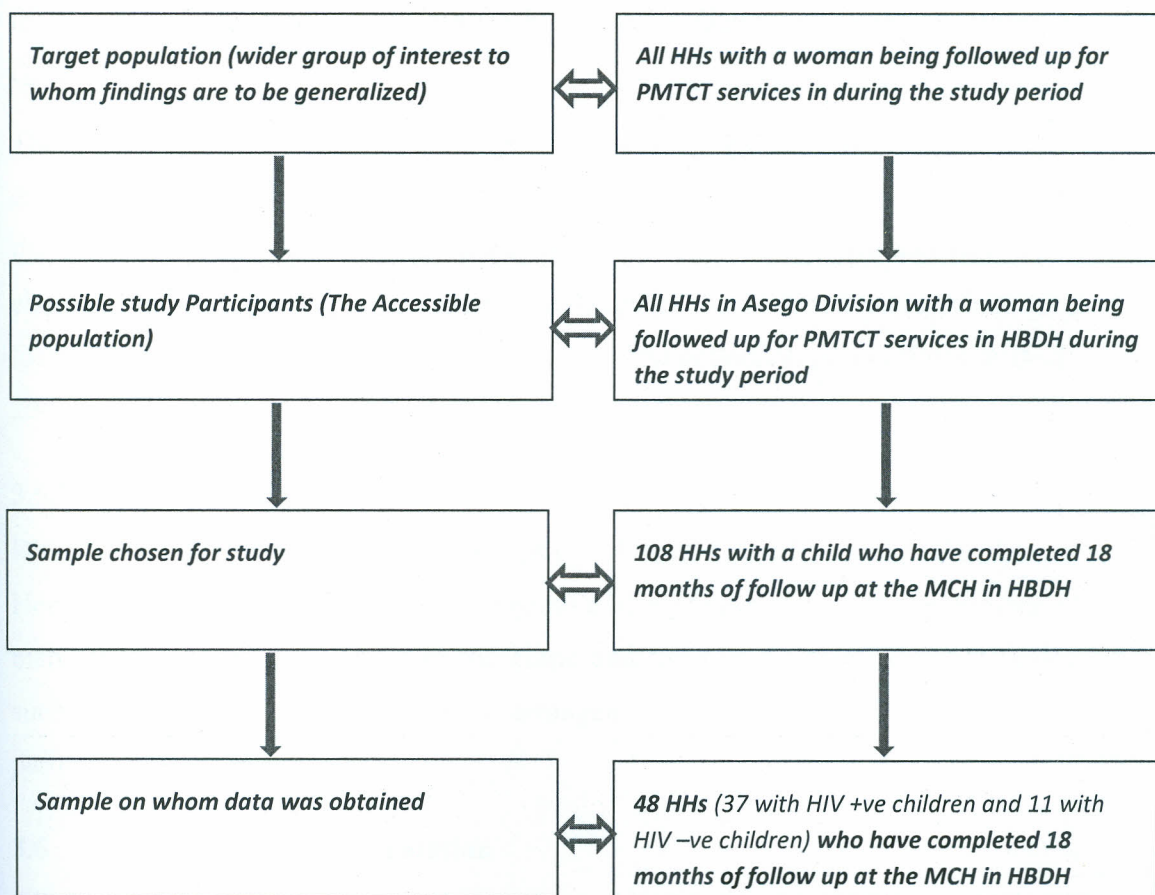 Target population (wider group of interest to
whom findings are to be generalized)
All HHs with a woman being followed up for
PMTCT services in during the study period
Possible study Participants (The Accessible
population)
All HHs in Asego Division with a woman being
followed up for PMTCT services in HBDH during
the study period
Sample chosen for study
108 HHs with a child who have completed 18
months of follow up at the MCH in HBDH
Sample on whom data was obtained
48 HHs (37 with HIV +ve children and 11 with
HIV –ve children) who have completed 18
months of follow up at the MCH in HBDH